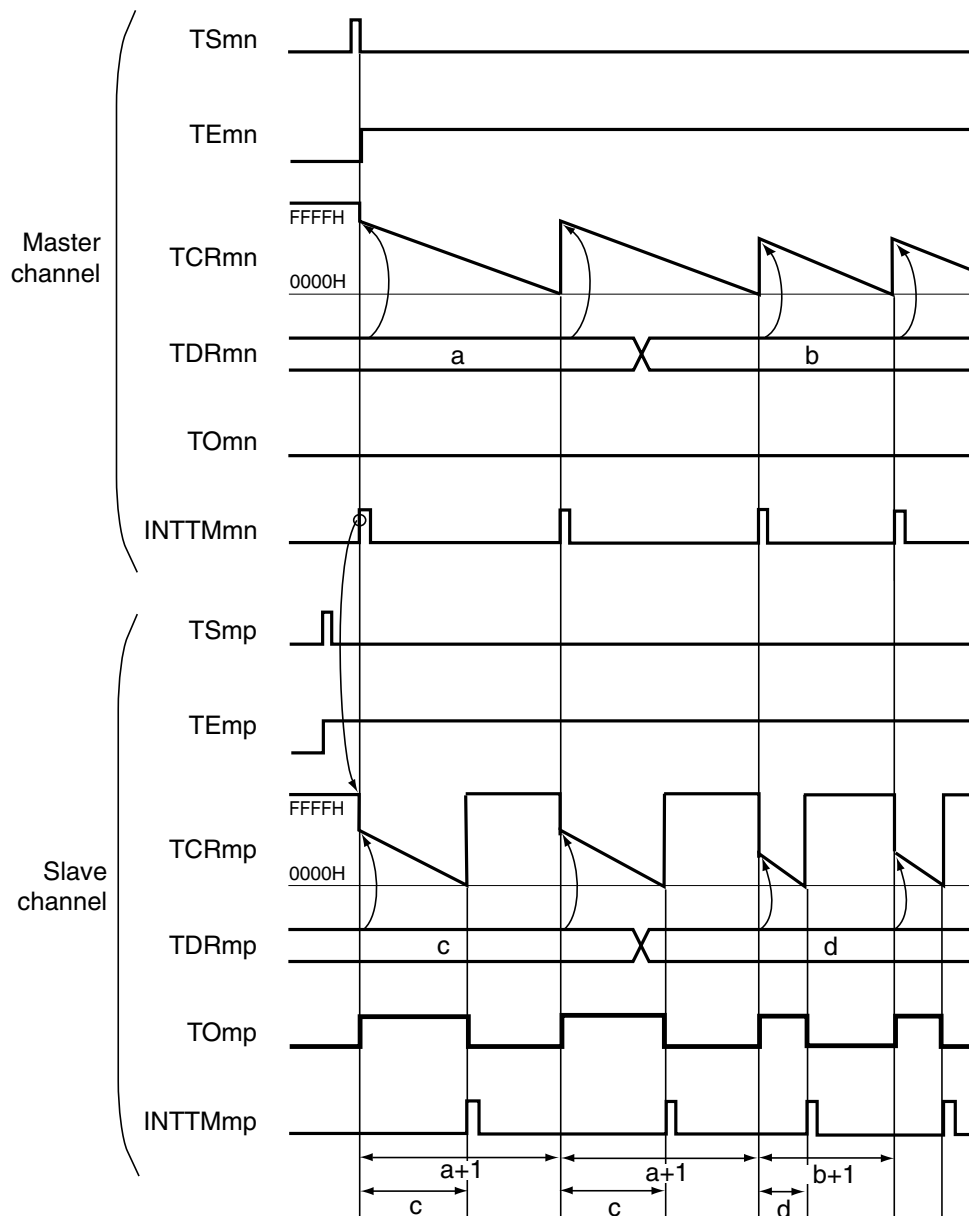 TSmn
TEmn
FFFFH
Master
channel
TCRmn
0000H
TDRmn
a
b
TOmn
INTTMmn
TSmp
TEmp
FFFFH
TCRmp
0000H
Slave
channel
TDRmp
c
d
TOmp
INTTMmp
a+1
a+1
b+1
c
c
d